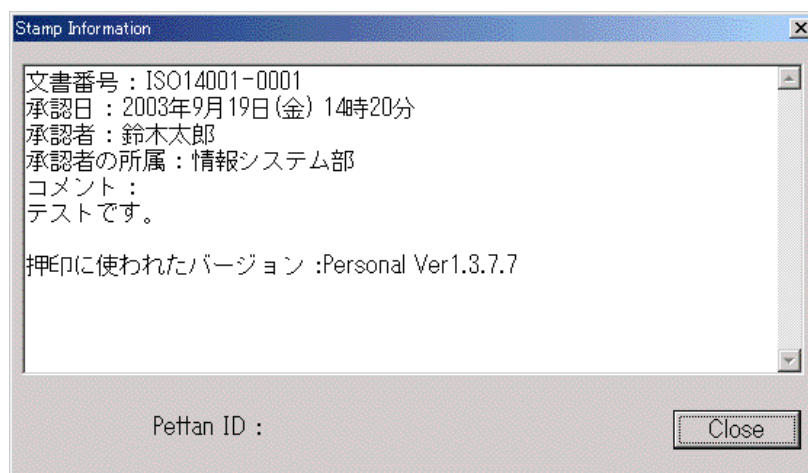 Stamp Information
文書番号：ISO14001-0001
承認日：2003年9月19日(金) 14時20分
承認者：鈴木太郎
承認者の所属：情報システム部
コメント：
テストです。
押印に使われたバージョン :Personal Ver1.3.7.7
Pettan ID :
Close